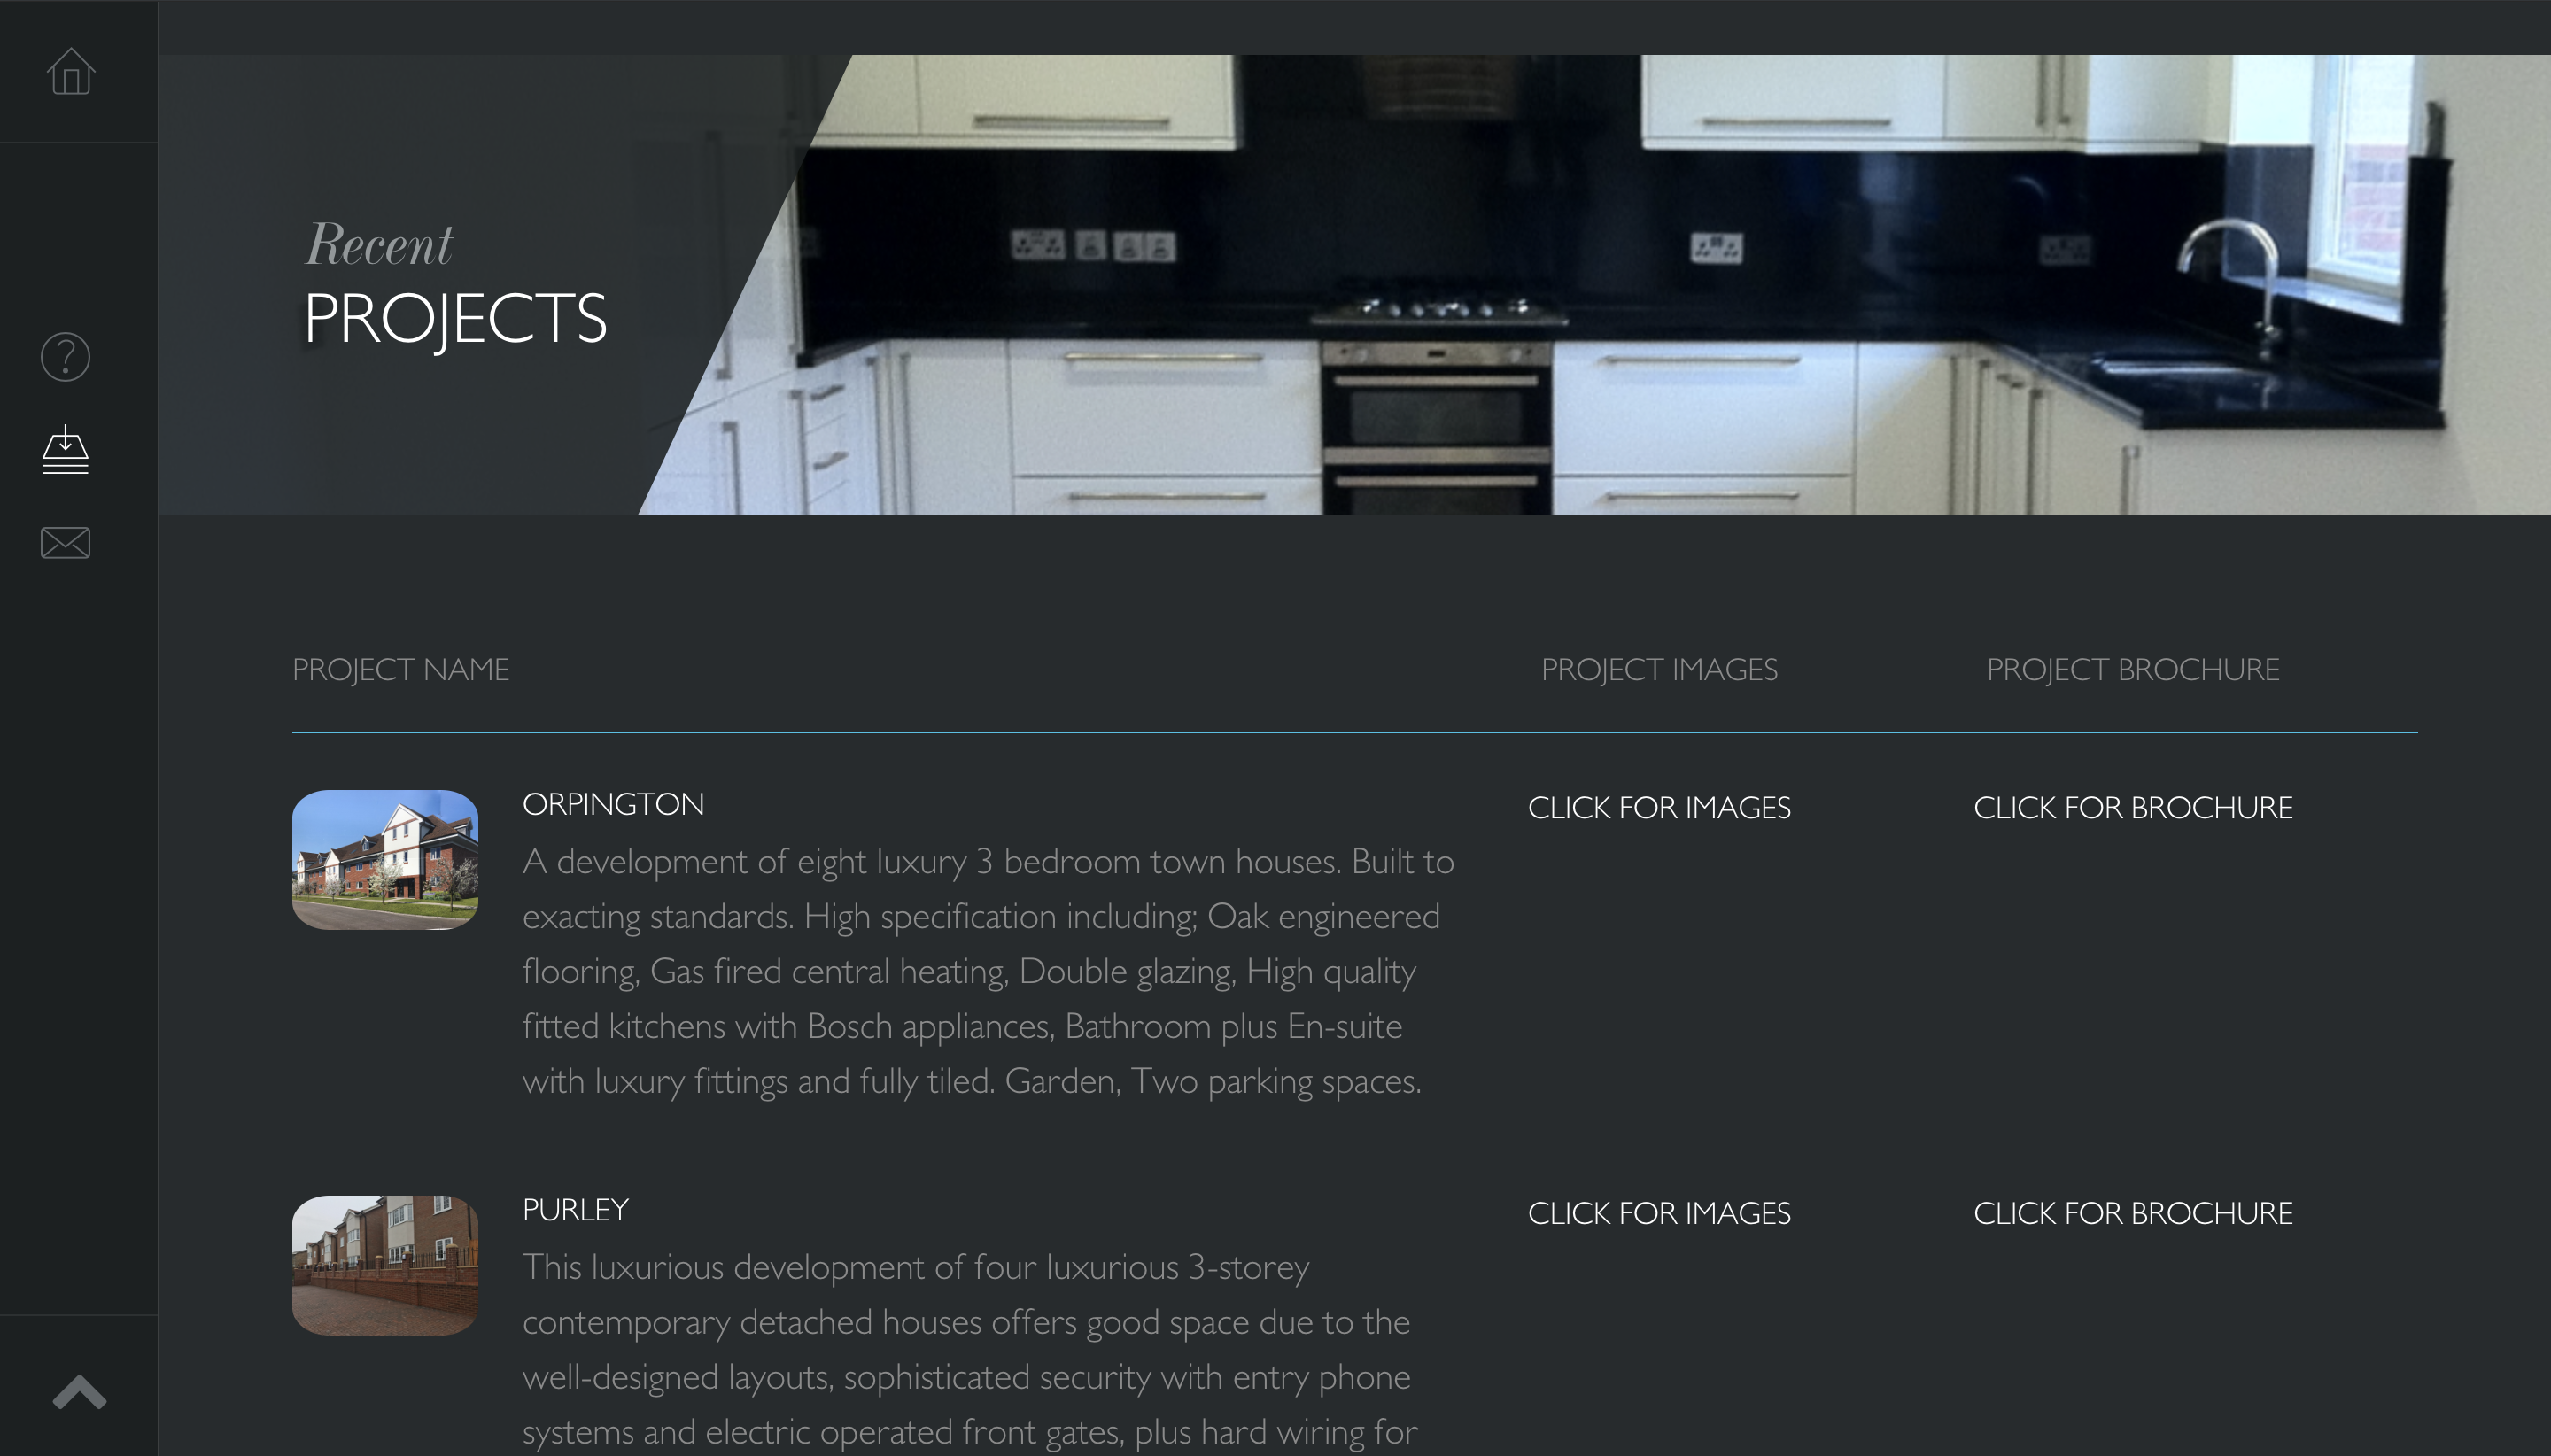 Recent
PROJECTS
PROJECT NAME
PROJECT IMAGES
PROJECT BROCHURE
ORPINGTON
CLICK FOR IMAGES
CLICK FOR BROCHURE
A development of eight luxury 3 bedroom town houses. Built to
exacting standards. High specification including; Oak engineered
flooring, Gas fired central heating, Double glazing, High quality
fitted kitchens with Bosch appliances, Bathroom plus En-suite
with luxury fittings and fully tiled. Garden, Two parking spaces.
PURLEY
CLICK FOR IMAGES
CLICK FOR BROCHURE
This luxurious development of four luxurious 3-storey
contemporary detached houses offers good space due to the
well-designed layouts, sophisticated security with entry phone
systems and electric operated front gates, plus hard wiring for